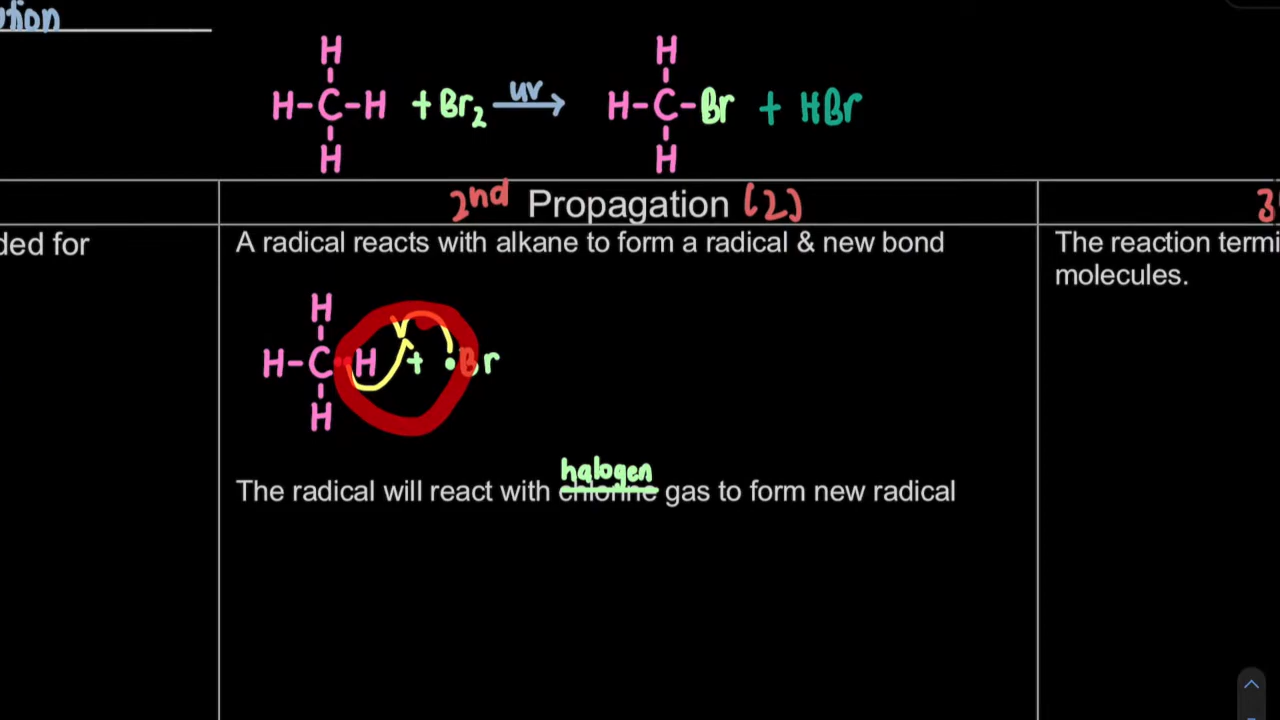 H
H-C-H + Br2 uv → H-C-Br + HBr
H
H
H
2nd Propagation (2)
ded for
A radical reacts with alkane to form a radical & new bond
The reaction termi
molecules.
H
H-C H + •Br
H
halogen
The radical will react with chlorine gas to form new radical